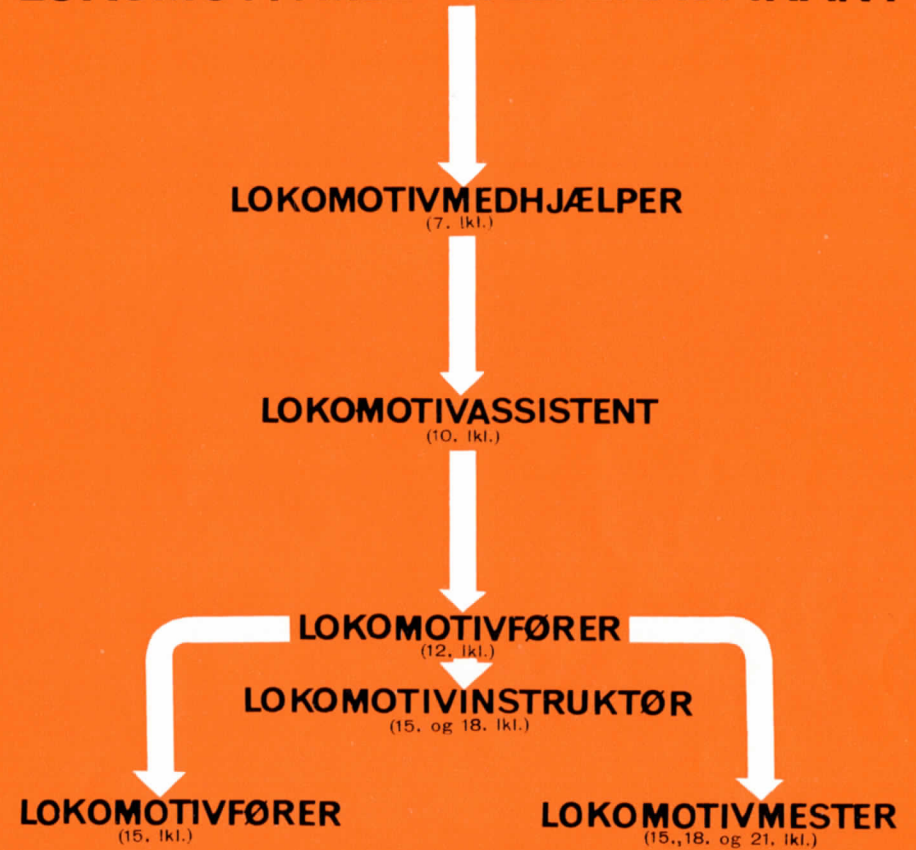 LOKOMOTIVMEDHJÆLPER
(7. lkl.)
LOKOMOTIVASSISTENT
(10. lkl.)
LOKOMOTIVFØRER
(12. lkl.)
LOKOMOTIVINSTRUKTØR
(15. og 18. lkl.)
LOKOMOTIVFØRER
(15. lkl.)
LOKOMOTIVMESTER
(15.,18. og 21. lkl.)